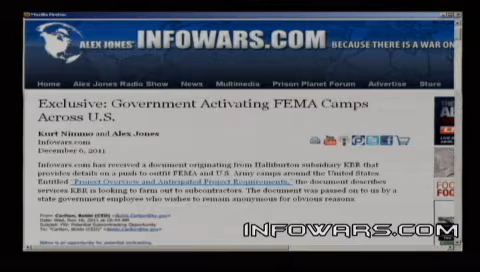 Mozilla Firefox
ALEX JONES' INFOWARS.COM BECAUSE THERE IS A WAR ON
Home Alex Jones Radio Show News Multimedia Prison Planet Forum Advertise Store
Exclusive: Government Activating FEMA Camps
Across U.S.
Kurt Nimmo and Alex Jones
Infowars.com
December 6, 2011
Infowars.com has received a document originating from Halliburton subsidiary KBR that
provides details on a push to outfit FEMA and U.S. Army camps around the United States
Entitled "Project Overview and Anticipated Project Requirements," the document describes
services KBR is looking to farm out to subcontractors. The document was passed on to us by a
state government employee who wishes to remain anonymous for obvious reasons:
INFOWARS.COM